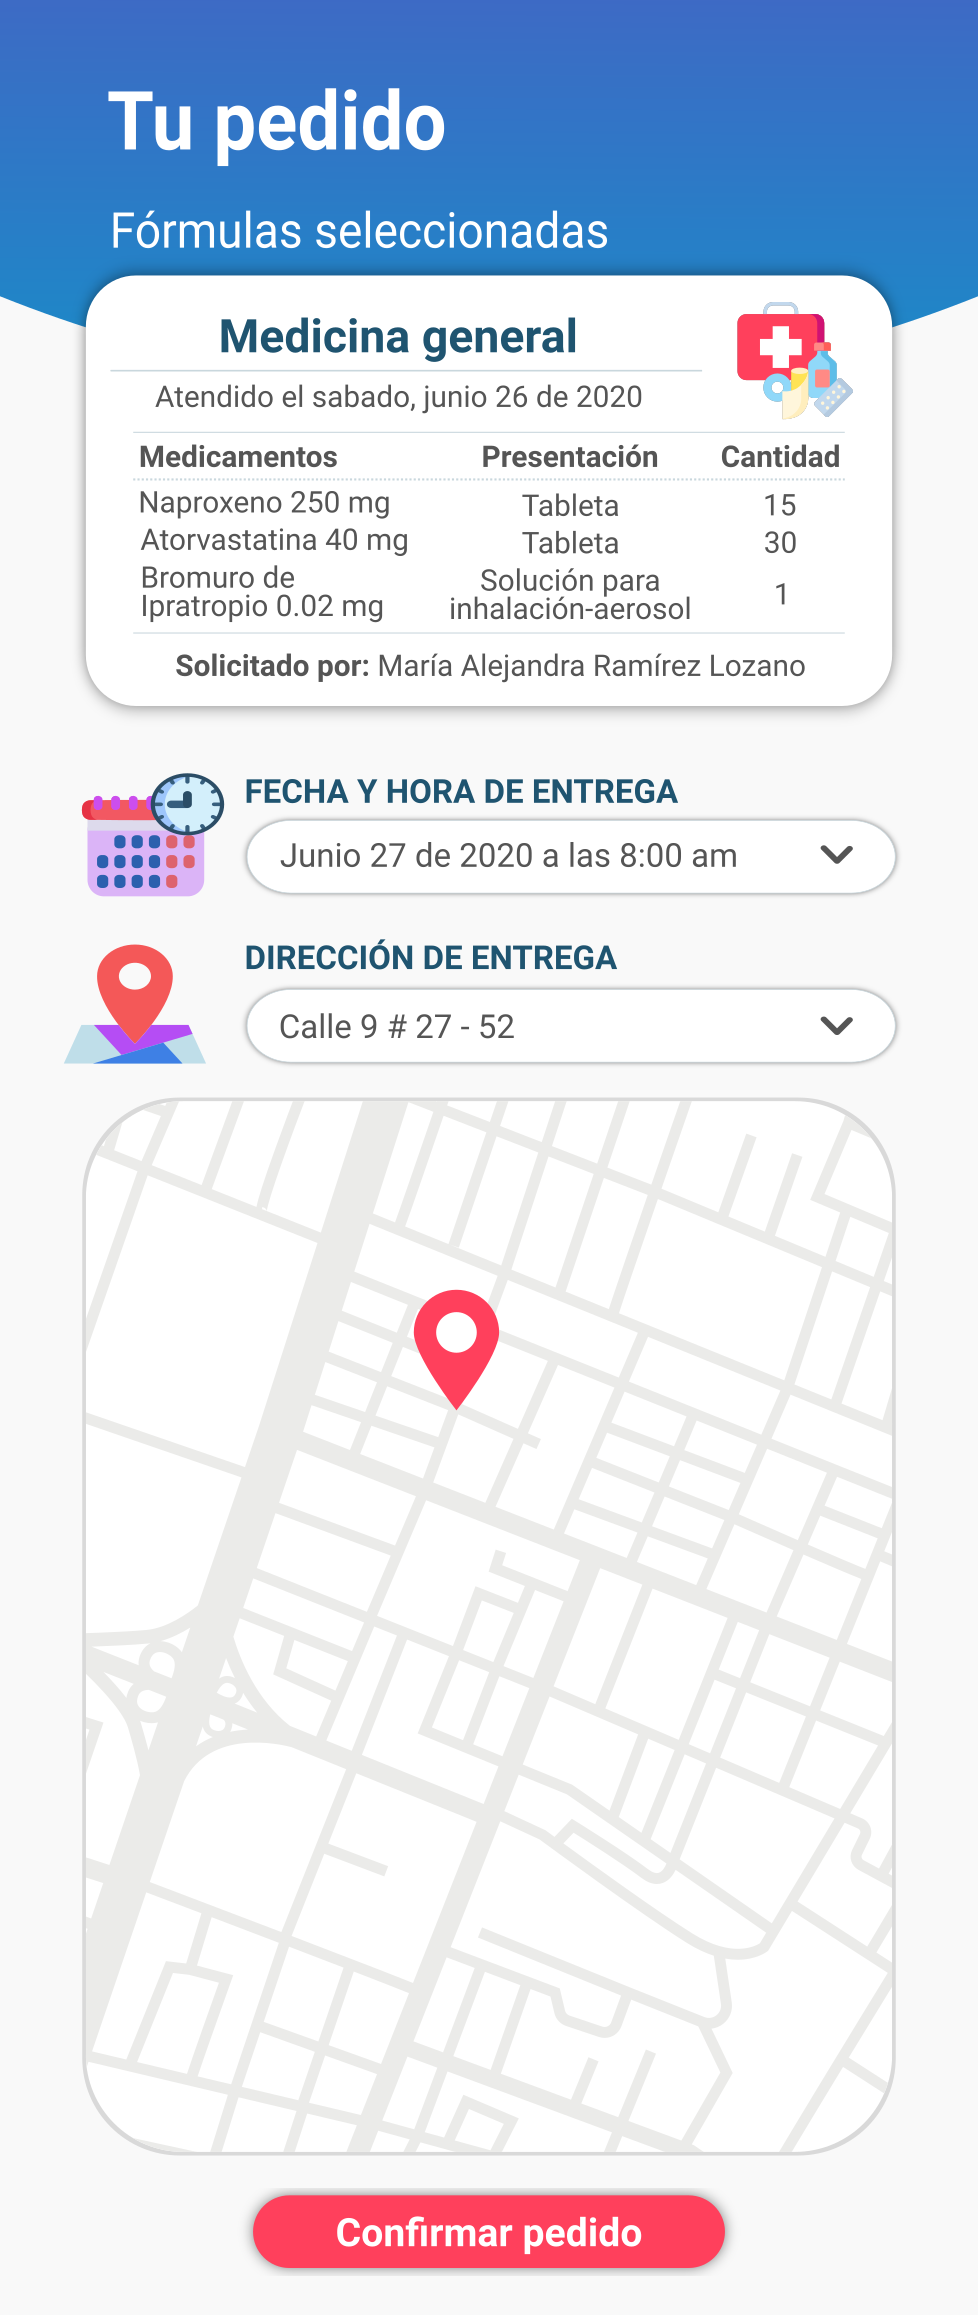 Tu pedido
Fórmulas seleccionadas
Medicina general
Atendido el sabado, junio 26 de 2020
Medicamentos Presentación Cantidad
Naproxeno 250 mg Tableta 15
Atorvastatina 40 mg Tableta 30
Bromuro de
Ipratropio 0.02 mg
Solución para
inhalación-aerosol
1
Solicitado por: María Alejandra Ramírez Lozano
FECHA Y HORA DE ENTREGA
Junio 27 de 2020 a las 8:00 am
DIRECCIÓN DE ENTREGA
Calle 9 # 27 - 52
Confirmar pedido